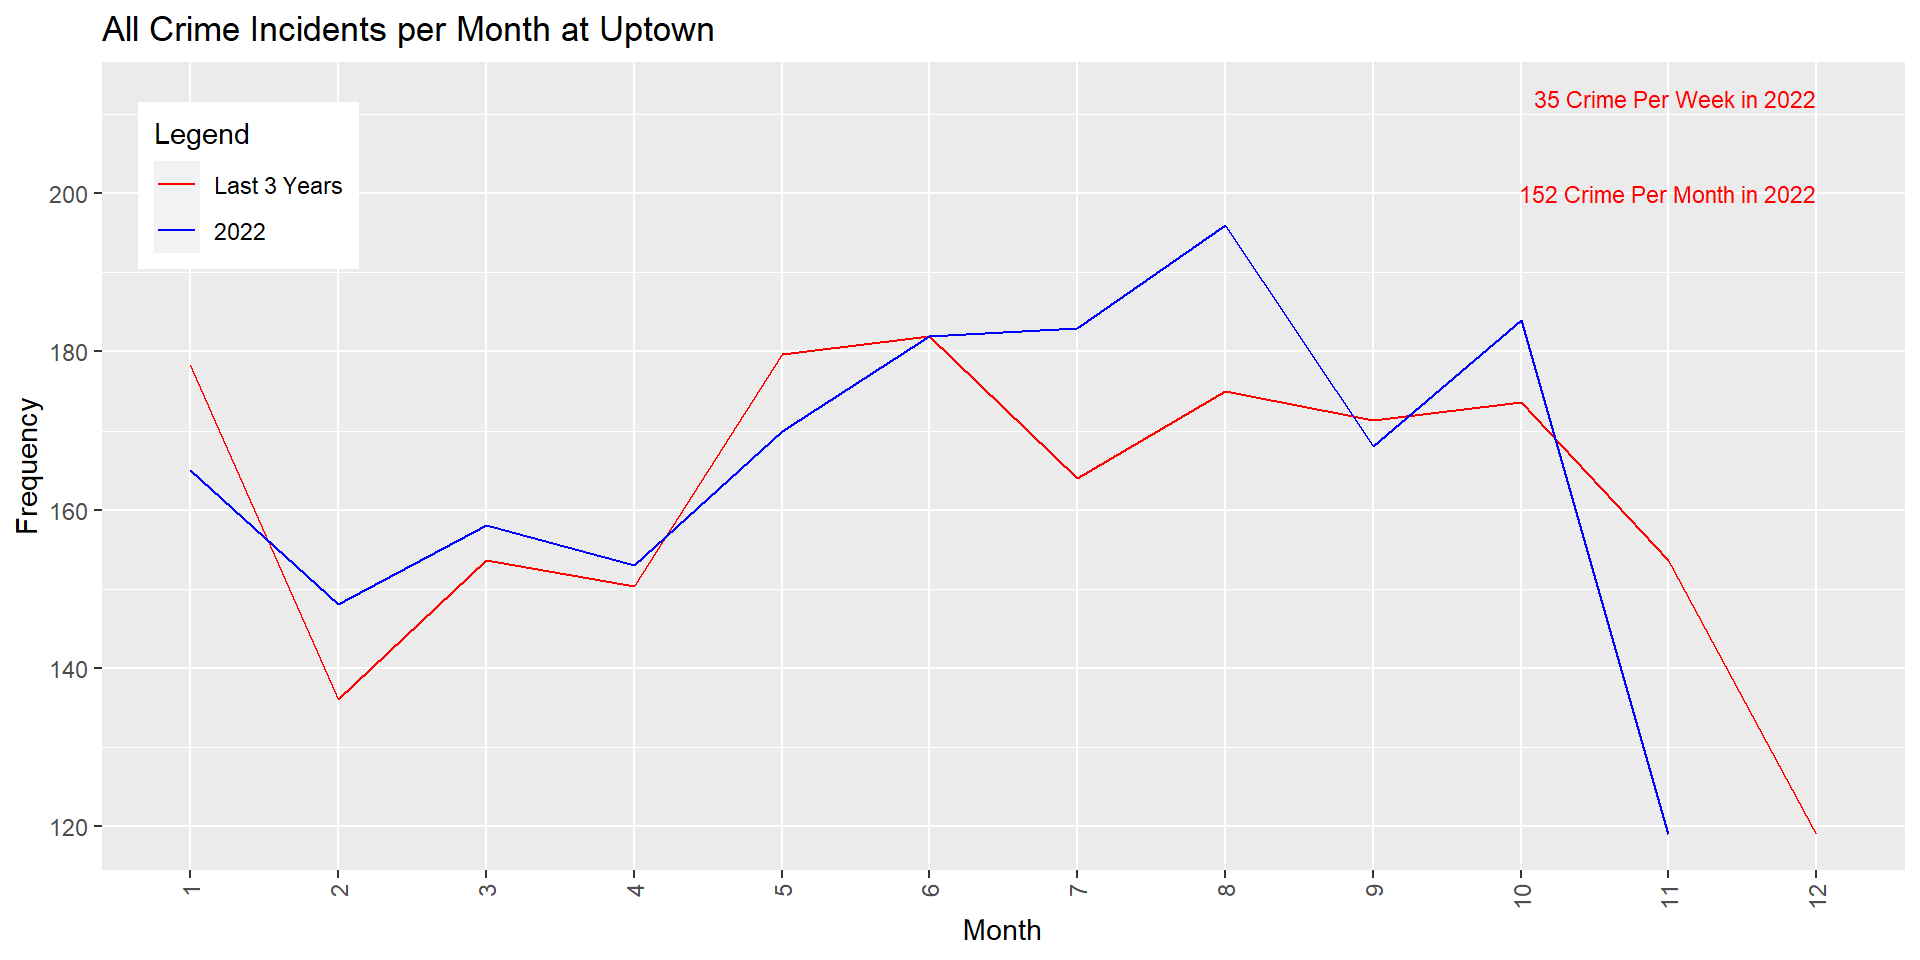 All Crime Incidents per Month at Uptown
35 Crime Per Week in 2022
Legend
Last 3 Years
2022
152 Crime Per Month in 2022
200
180
160
140
120
Frequency
1 2 3 4 5 6 7 8 9 10 11 12
Month